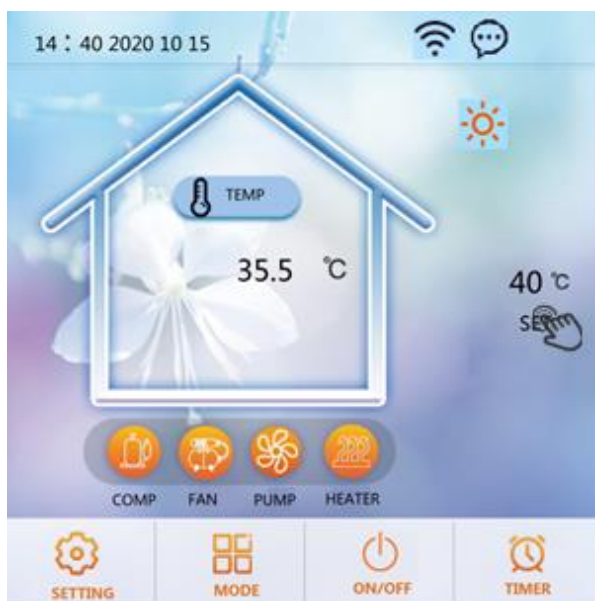 14：40 2020 10 15
TEMP
35.5 ℃
40 ℃
COMP FAN PUMP HEATER
SETTING MODE ON/OFF TIMER